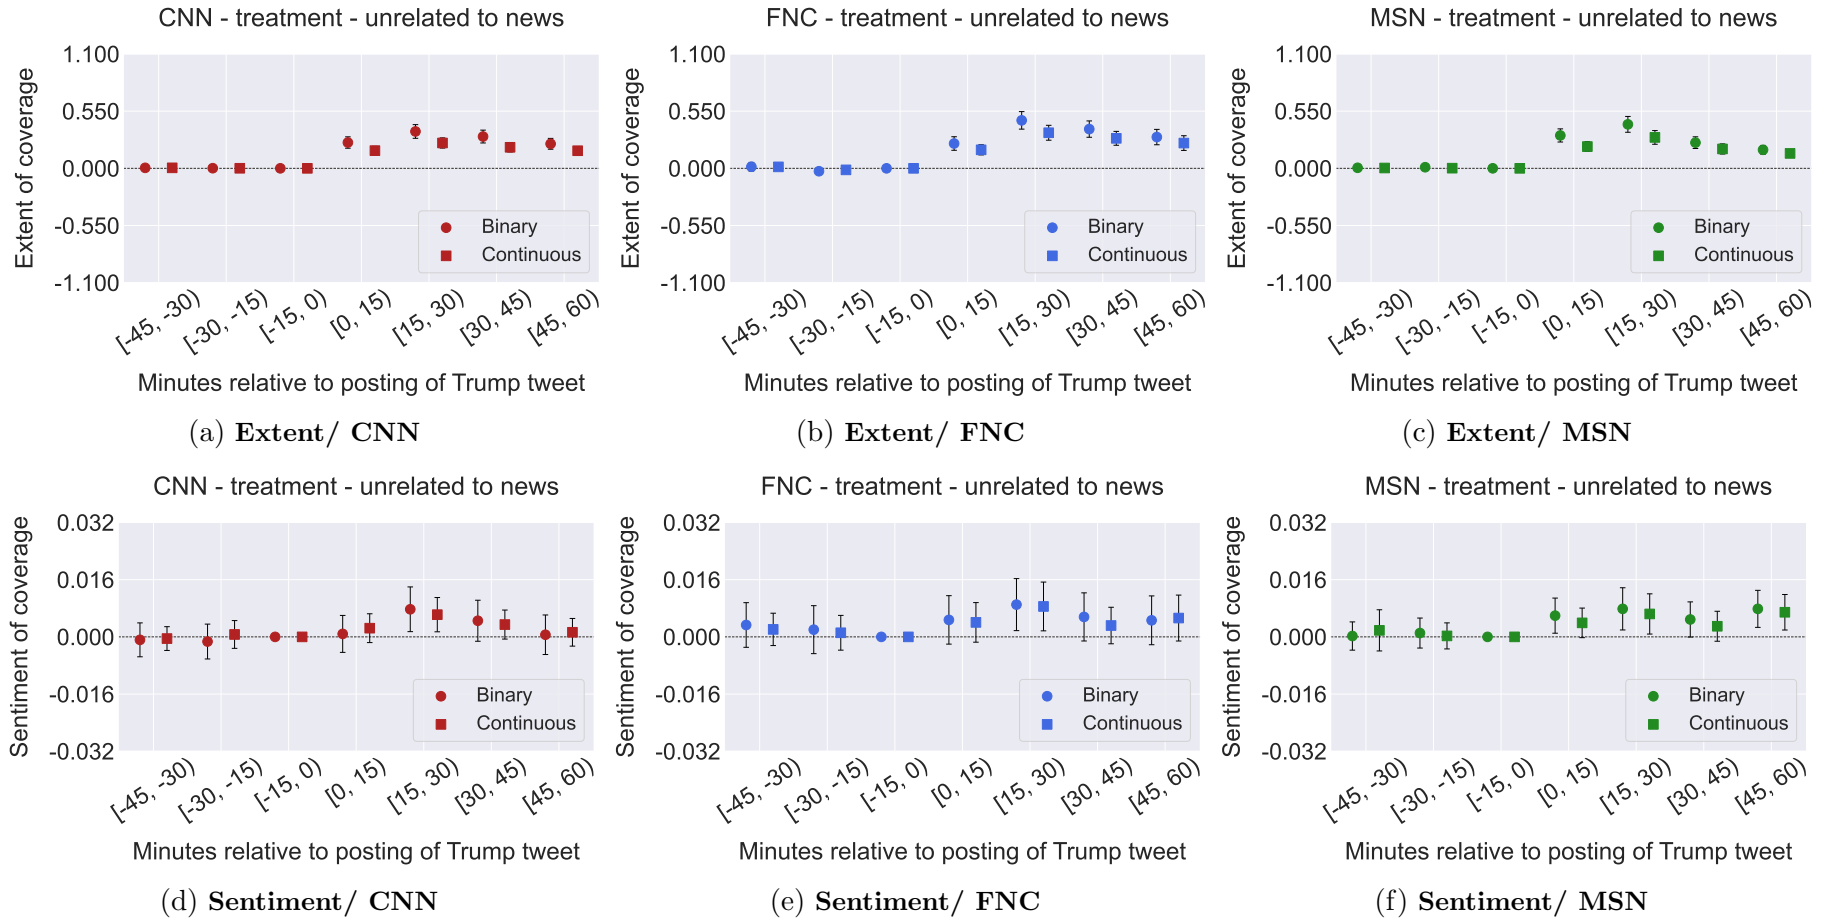 CNN - treatment - unrelated to news
Extent of coverage
1.100
0.550
0.000
-0.550
-1.100
Binary
Continuous
[-45, -30)
[-30, -15)
[-15, 0)
[0, 15)
[15, 30)
[30, 45)
[45, 60)
Minutes relative to posting of Trump tweet
(a) Extent/ CNN
FNC - treatment - unrelated to news
Extent of coverage
1.100
0.550
0.000
-0.550
-1.100
Binary
Continuous
[-45, -30)
[-30, -15)
[-15, 0)
[0, 15)
[15, 30)
[30, 45)
[45, 60)
Minutes relative to posting of Trump tweet
(b) Extent/ FNC
MSN - treatment - unrelated to news
Extent of coverage
1.100
0.550
0.000
-0.550
-1.100
Binary
Continuous
[-45, -30)
[-30, -15)
[-15, 0)
[0, 15)
[15, 30)
[30, 45)
[45, 60)
Minutes relative to posting of Trump tweet
(c) Extent/ MSN
CNN - treatment - unrelated to news
Sentiment of coverage
0.032
0.016
0.000
-0.016
-0.032
Binary
Continuous
[-45, -30)
[-30, -15)
[-15, 0)
[0, 15)
[15, 30)
[30, 45)
[45, 60)
Minutes relative to posting of Trump tweet
(d) Sentiment/ CNN
FNC - treatment - unrelated to news
Sentiment of coverage
0.032
0.016
0.000
-0.016
-0.032
Binary
Continuous
[-45, -30)
[-30, -15)
[-15, 0)
[0, 15)
[15, 30)
[30, 45)
[45, 60)
Minutes relative to posting of Trump tweet
(e) Sentiment/ FNC
MSN - treatment - unrelated to news
Sentiment of coverage
0.032
0.016
0.000
-0.016
-0.032
Binary
Continuous
[-45, -30)
[-30, -15)
[-15, 0)
[0, 15)
[15, 30)
[30, 45)
[45, 60)
Minutes relative to posting of Trump tweet
(f) Sentiment/ MSN